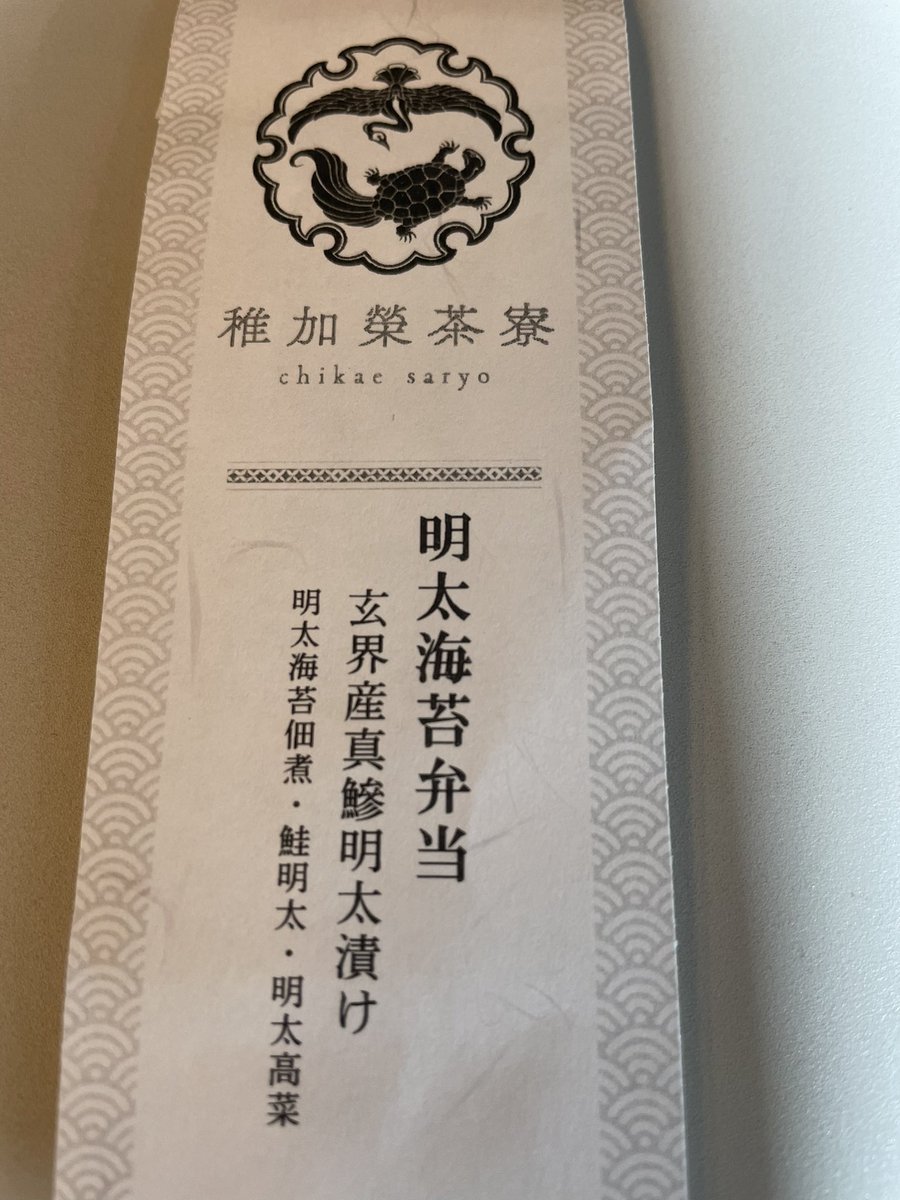 稚加榮茶寮
chikae saryo
明太海苔弁当
玄界産真鰺明太漬け
明太海苔佃煮・鮭明太・明太高菜